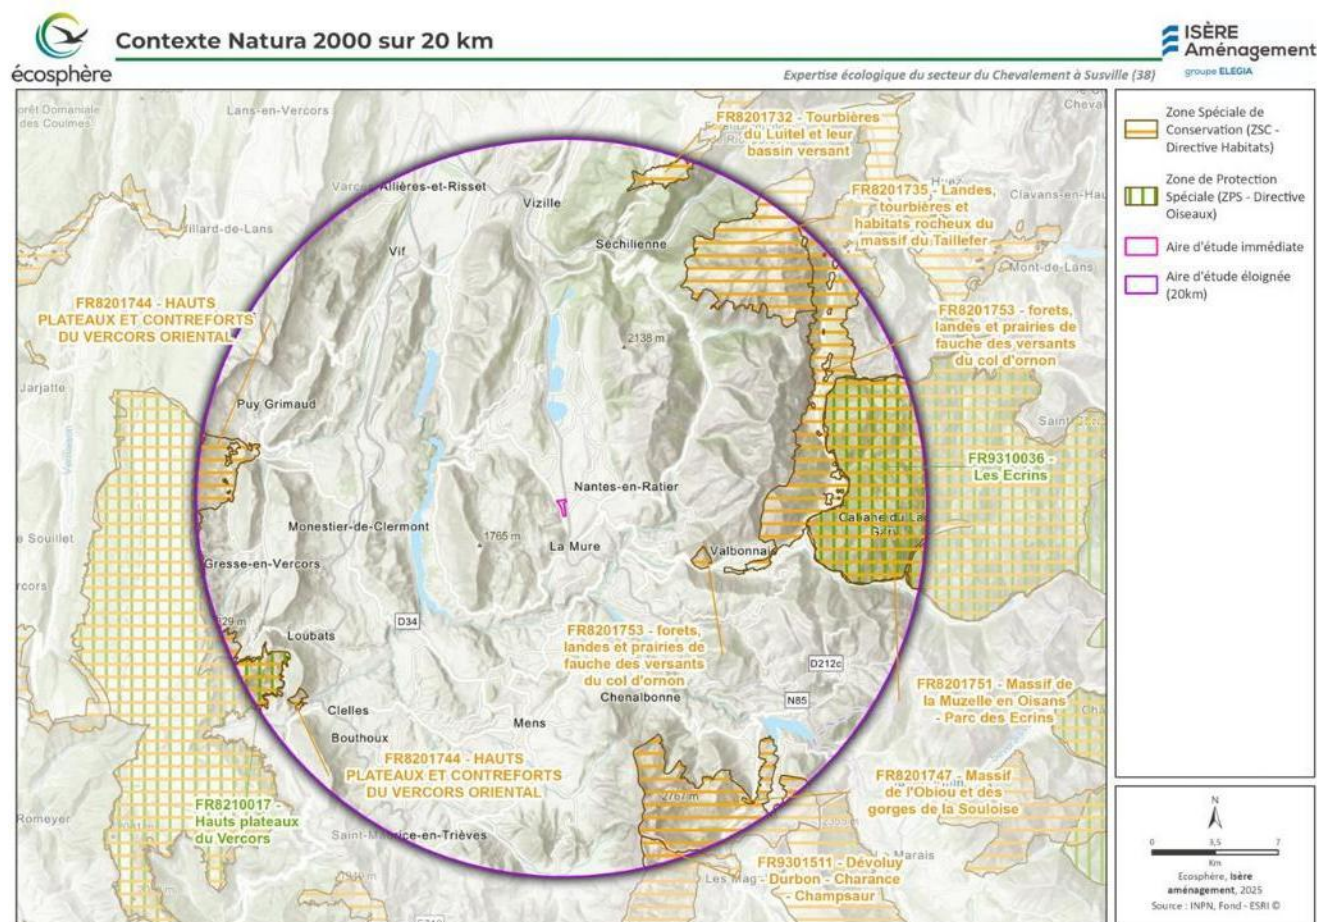 écosphère
Contexte Natura 2000 sur 20 km
ISÈRE
Aménagement
groupe ELEGIA
Expertise écologique du secteur du Chevalement à Susville (38)
des Coulmes
Lans-en-Vercors
FR8201732 - Tourbières
du Luitel et leur
bassin versant
Allières-et-Risset
Vizille
FR8201735 - Landes,
tourbières et
habitats rocheux du
massif du Taillefer
Clavans-en-Hau
illard-de-Lans
Vif
Séchilienne
Mont-de-Lans
FR8201744 - HAUTS
PLATEAUX ET CONTREFORTS
DU VERCORS ORIENTAL
2138 m
FR8201753 - forets,
landes et prairies de
fauche des versants
du col d'ornon
Jarjatte
Puy Grimaud
FR9310036 -
Les Ecrins
Nantes-en-Ratier
Monestier-de-Clermont
1765 m
La Mure
Valbonnais
Cabane du Lac
e Souillet
Gresse-en-Vercors
D34
Loubats
FR8201753 - forets,
landes et prairies de
fauche des versants
du col d'ornon
D212c
N85
Chenalbonne
FR8201751 - Massif de
la Muzelle en Oisans
- Parc des Ecrins
Clelles
Bouthoux
Mens
FR8201744 - HAUTS
PLATEAUX ET CONTREFORTS
DU VERCORS ORIENTAL
FR8201747 - Massif
de l'Obiou et des
gorges de la Souloise
FR8210017 -
Hauts plateaux
du Vercors
Romeyer
Saint-Maurice-en-Trièves
FR9301511 - Dévoluy
- Durbon - Charance
- Champsaur
Zone Spéciale de
Conservation (ZSC -
Directive Habitats)
Zone de Protection
Spéciale (ZPS - Directive
Oiseaux)
Aire d'étude immédiate
Aire d'étude éloignée
(20km)
N
0 3,5 7
Km
Ecosphère, Isère
aménagement, 2025
Source : INPN, Fond - ESRI ©